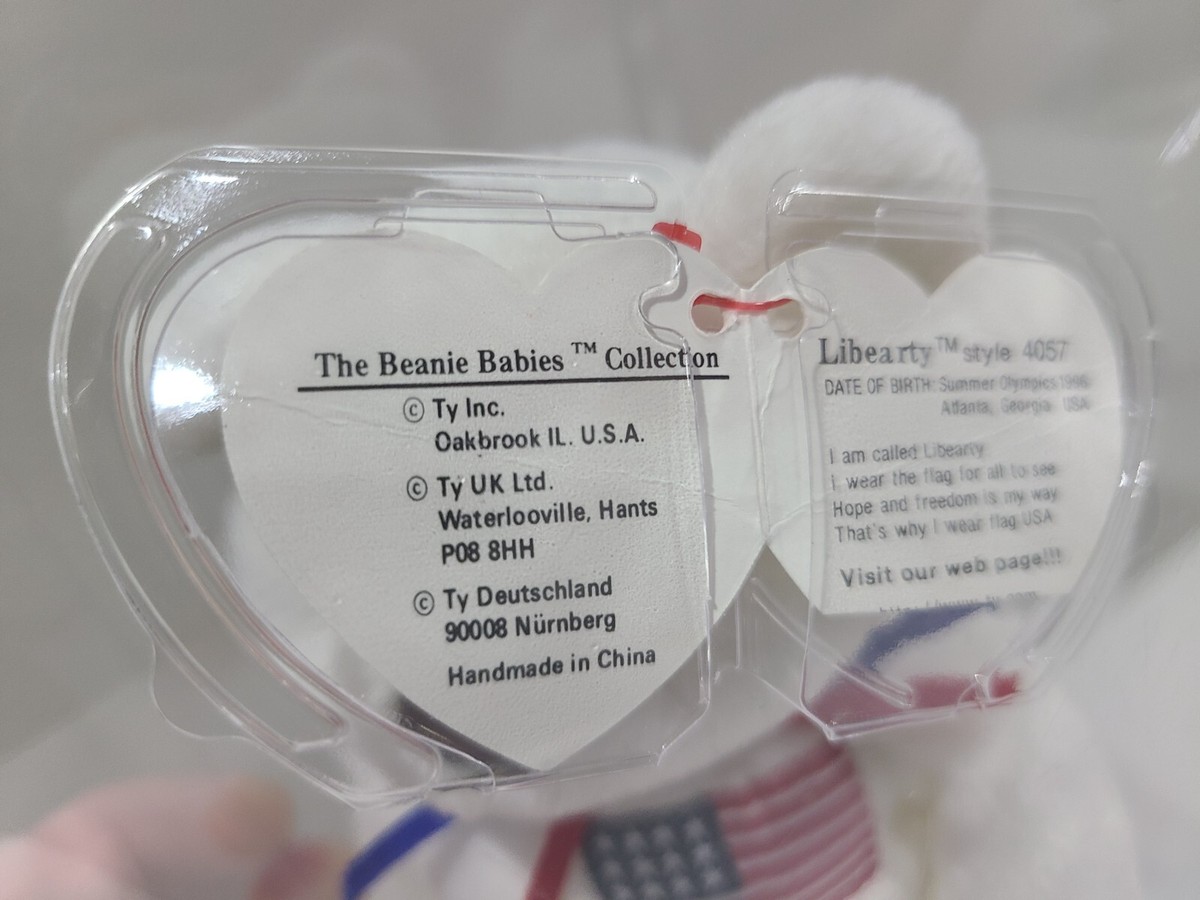 The Beanie Babies ™ Collection
© Ty Inc.
Oakbrook IL. U.S.A.
© Ty UK Ltd.
Waterlooville, Hants
P08 8HH
© Ty Deutschland
90008 Nürnberg
Handmade in China
Libearty™ style 4057
DATE OF BIRTH: Summer Olympics 1996
Atlanta, Georgia USA
I am called Libearty
I wear the flag for all to see
Hope and freedom is my way
That's why I wear flag USA
Visit our web page!!!